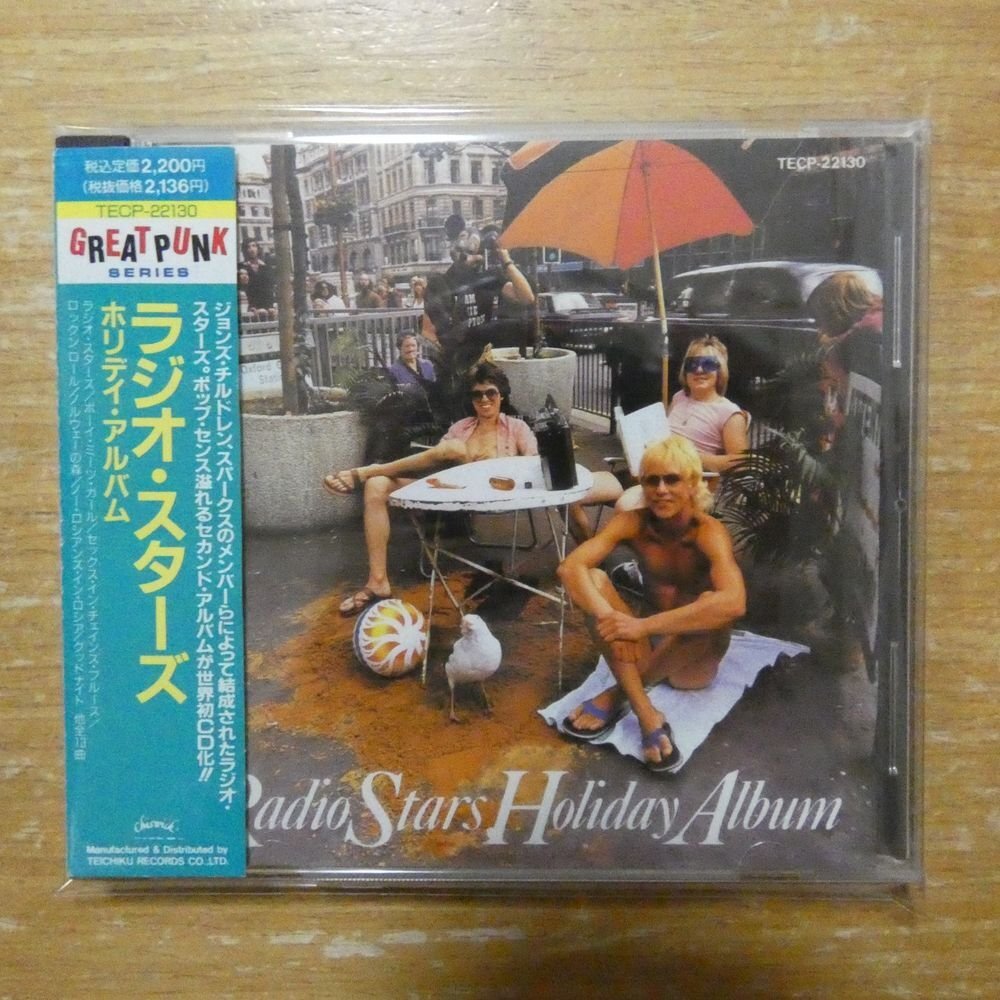 税込定価2,200円
(税抜価格2,136円)
TECP-22130
GREAT PUNK
SERIES
ラジオ・スターズ
ホリデイ・アルバム
ジョンズ・チルドレン、スパークスのメンバーらによって結成されたラジオ・
スターズ。ポップ・センス溢れるセカンド・アルバムが世界初CD化!!
ラジオ・スターズ/ボーイ・ミーツ・ガール/セックス・イン・チェインズ・ブルース/
ロックンロール/ノルウェーの森/ノー・ロシアンズ・イン・ロシア/グッドナイト 他全13曲
Chiswick
Manufactured & Distributed by
TEICHIKU RECORDS CO.,LTD.
TECP-22130
I AM
Oxford C
Station
Radio Stars Holiday Album